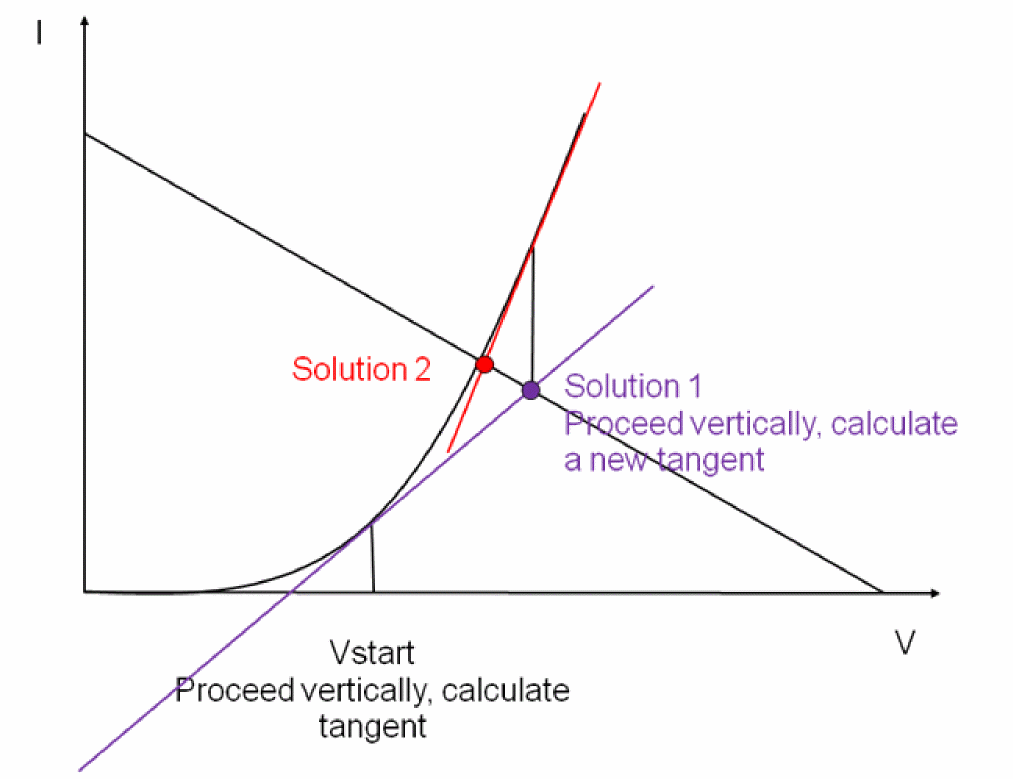 I
Solution 2
Solution 1
Proceed vertically, calculate
a new tangent
V
Vstart
Proceed vertically, calculate
tangent